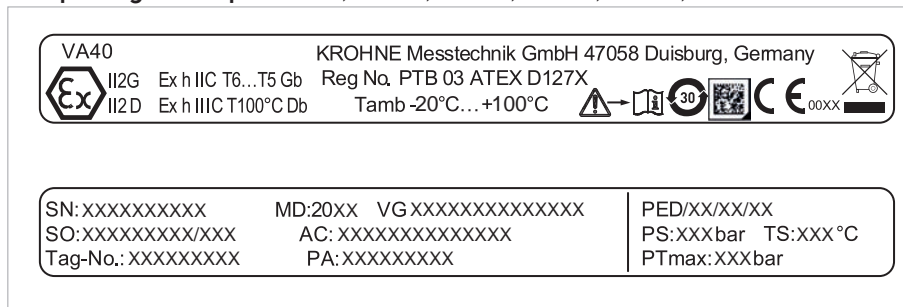 VA40
KROHNE Messtechnik GmbH 47058 Duisburg, Germany
II2G Ex h IIC T6...T5 Gb
Reg No. PTB 03 ATEX D127X
II2D Ex h IIIC T100°C Db
Tamb -20°C...+100°C
Ex
30
CE 00XX
SN:XXXXXXXXXX MD:20XX VG XXXXXXXXXXXXXX
SO:XXXXXXXXX/XXX AC: XXXXXXXXXXXXXX
Tag-No.: XXXXXXXXX PA:XXXXXXXXX
PED/XX/XX/XX
PS:XXXbar TS:XXX°C
PTmax:XXXbar